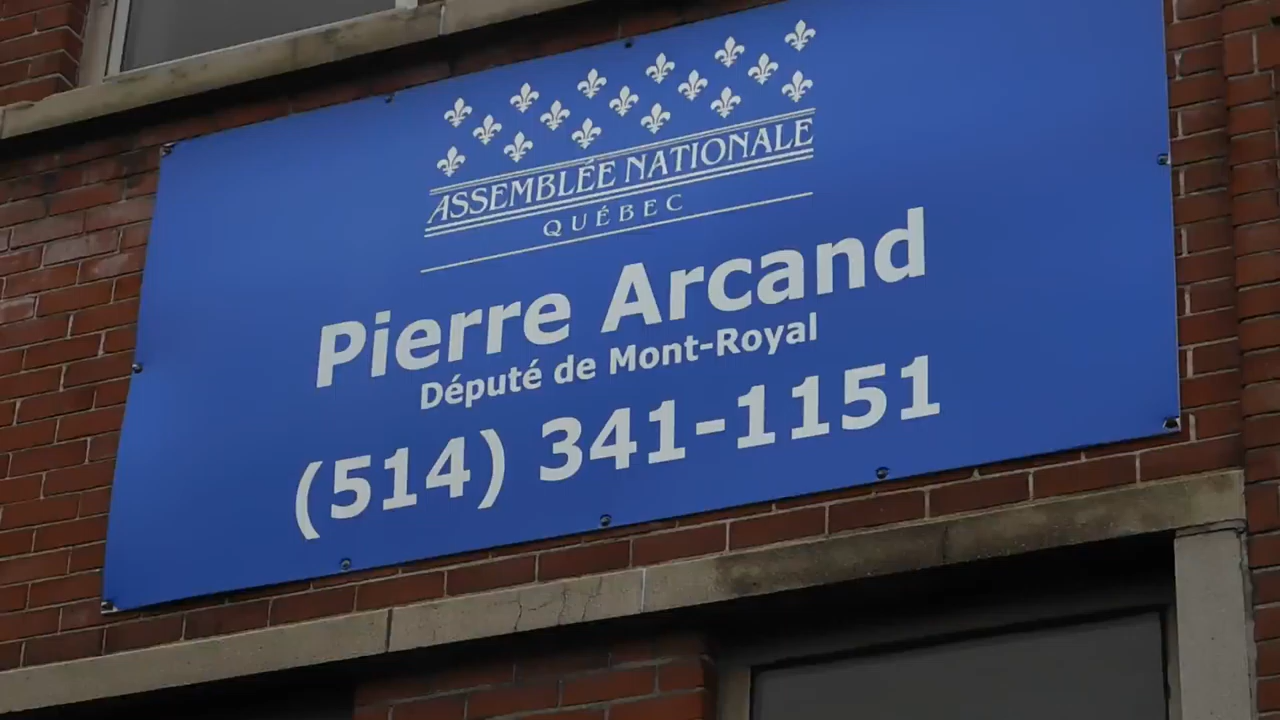 ASSEMBLÉE NATIONALE
QUÉBEC
Pierre Arcand
Député de Mont-Royal
(514) 341-1151